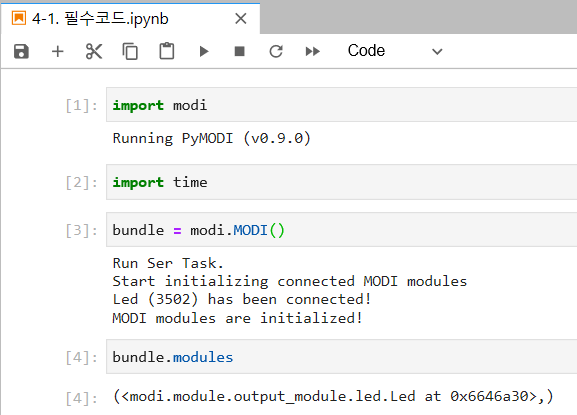 4-1. 필수코드.ipynb
Code
[1]: import modi
Running PyMODI (v0.9.0)
[2]: import time
[3]: bundle = modi.MODI()
Run Ser Task.
Start initializing connected MODI modules
Led (3502) has been connected!
MODI modules are initialized!
[4]: bundle.modules
[4]: (<modi.module.output_module.led.Led at 0x6646a30>,)